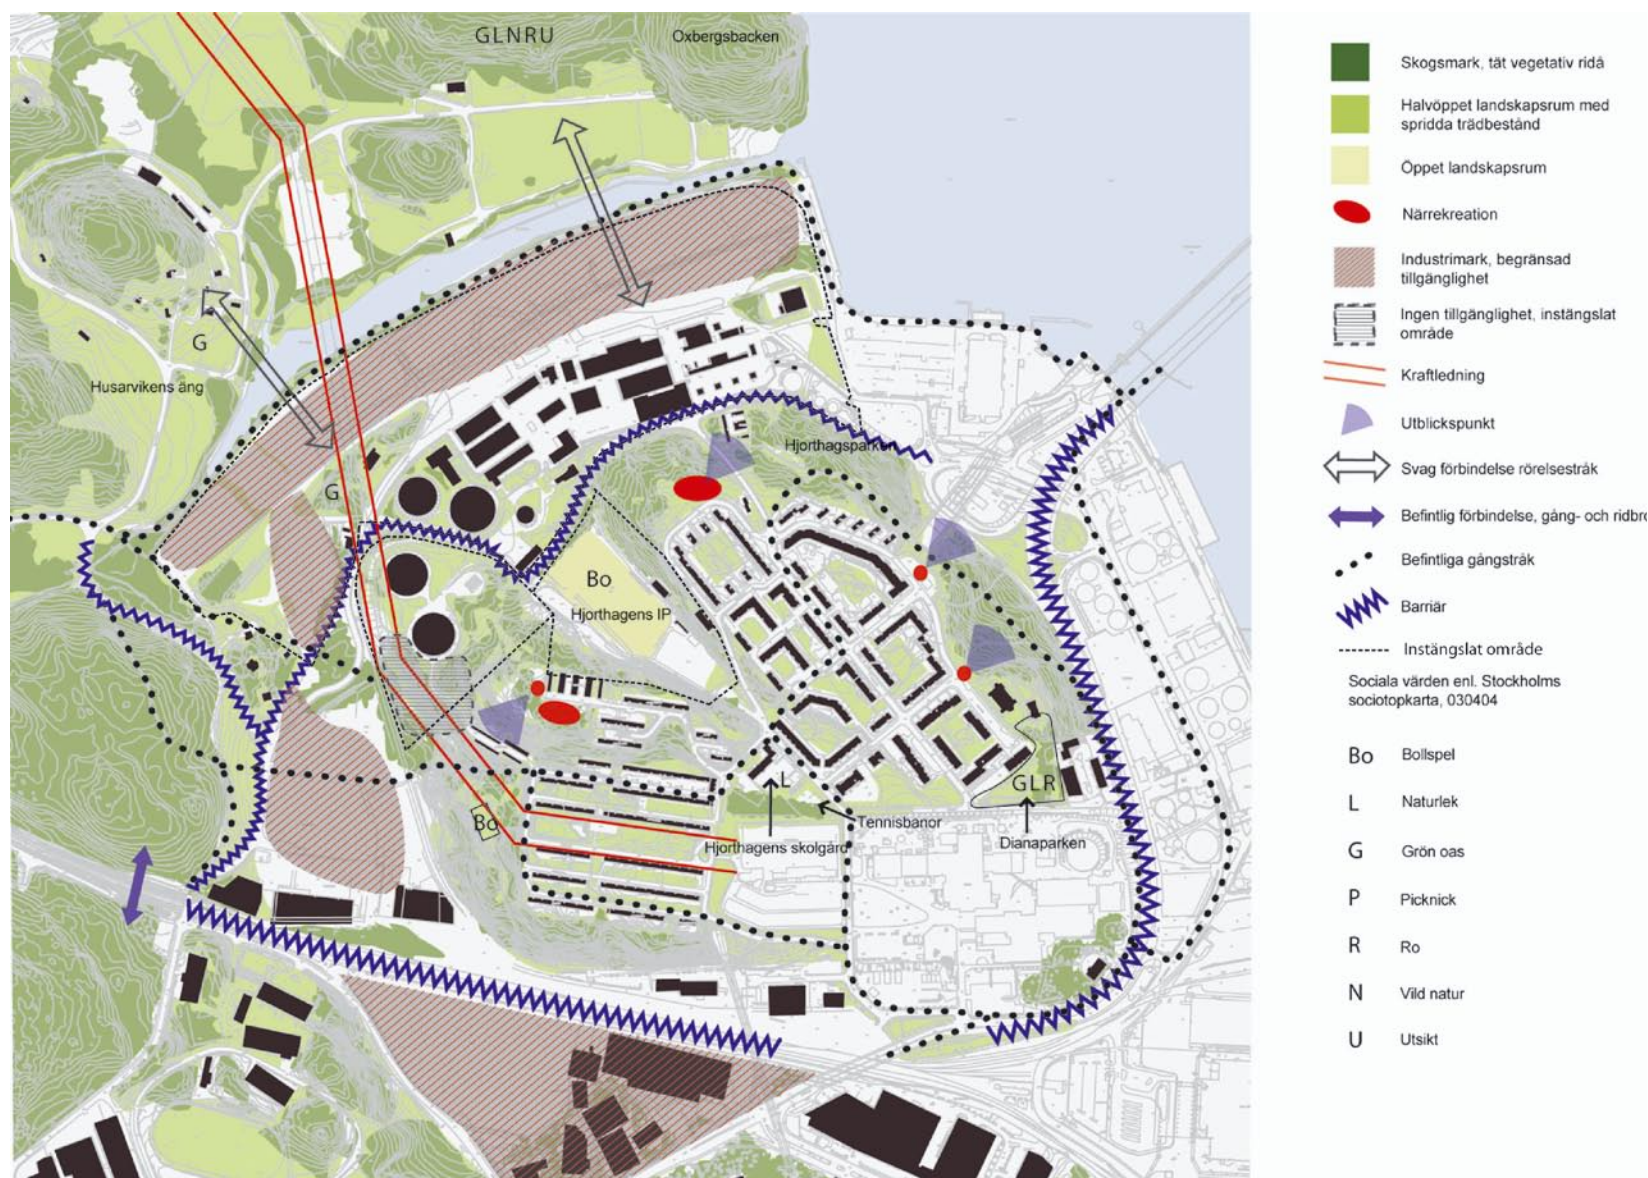 GLNRU
Oxbergsbacken
G
Husarvikens äng
G
Hjorthagsparken
Bo
Hjorthagens IP
L
GLR
Bo
Tennisbanor
Hjorthagens skolgård
Dianaparken
Skogsmark, tät vegetativ ridå
Halvöppet landskapsrum med
spridda trädbestånd
Öppet landskapsrum
Närrekreation
Industrimark, begränsad
tillgänglighet
Ingen tillgänglighet, instängslat
område
Kraftledning
Utblickspunkt
Svag förbindelse rörelsestråk
Befintlig förbindelse, gång- och ridbro
Befintliga gångstråk
Barriär
Instängslat område
Sociala värden enl. Stockholms
sociotopkarta, 030404
Bo Bollspel
L Naturlek
G Grön oas
P Picknick
R Ro
N Vild natur
U Utsikt